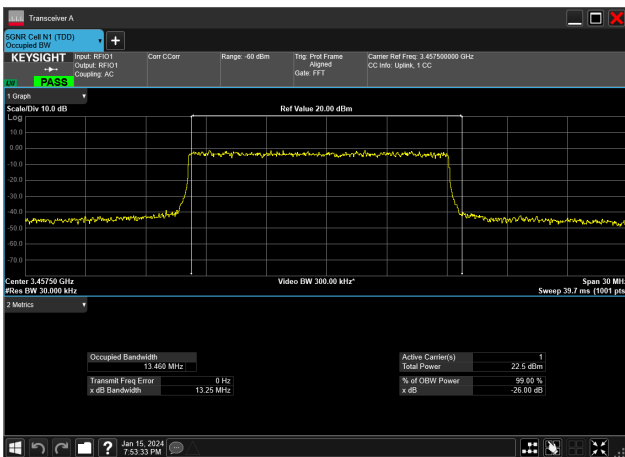 Transceiver A
5GNR Cell N1 (TDD)
Occupied BW
KEYSIGHT
LV PASS
Input: RFIO1
Output: RFIO1
Coupling: AC
Corr CCorr
Range: -60 dBm
Trig: Prot Frame
Aligned
Gate: FFT
Carrier Ref Freq: 3.457500000 GHz
CC Info: Uplink, 1 CC
1 Graph
Scale/Div 10.0 dB
Ref Value 20.00 dBm
Log
10.0
0.00
-10.0
-20.0
-30.0
-40.0
-50.0
-60.0
-70.0
Center 3.45750 GHz
Video BW 300.00 kHz*
Span 30 MHz
#Res BW 30.000 kHz
Sweep 39.7 ms (1001 pts
2 Metrics
Occupied Bandwidth
13.460 MHz
Active Carrier(s) 1
Total Power 22.5 dBm
Transmit Freq Error 0 Hz
x dB Bandwidth 13.25 MHz
% of OBW Power 99.00 %
x dB -26.00 dB
Jan 15, 2024
7:53:33 PM